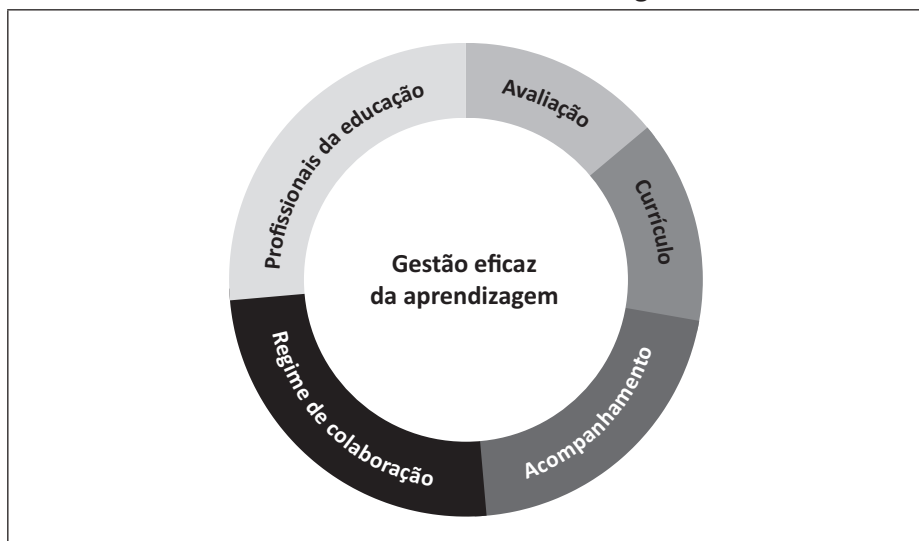 Avaliação
Currículo
Acompanhamento
Regime de colaboração
Profissionais da educação
Gestão eficaz
da aprendizagem